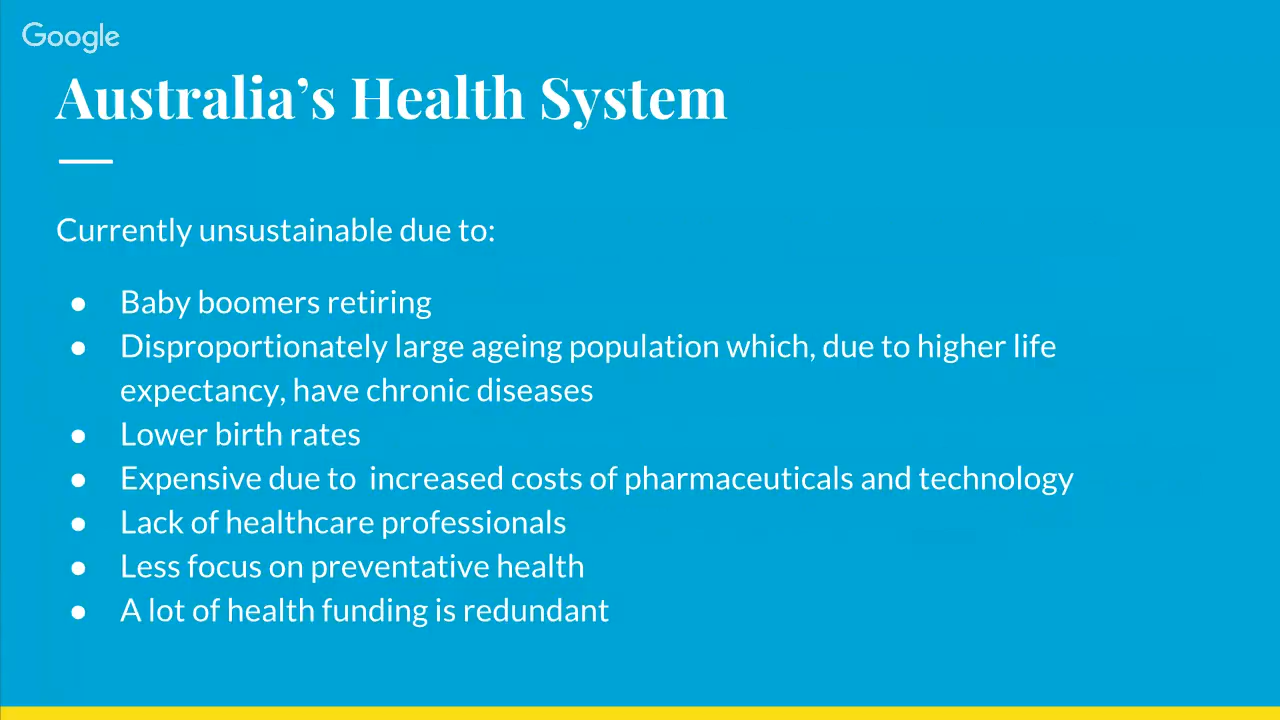 Google
Australia’s Health System
Currently unsustainable due to:
● Baby boomers retiring
● Disproportionately large ageing population which, due to higher life
expectancy, have chronic diseases
● Lower birth rates
● Expensive due to  increased costs of pharmaceuticals and technology
● Lack of healthcare professionals
● Less focus on preventative health
● A lot of health funding is redundant